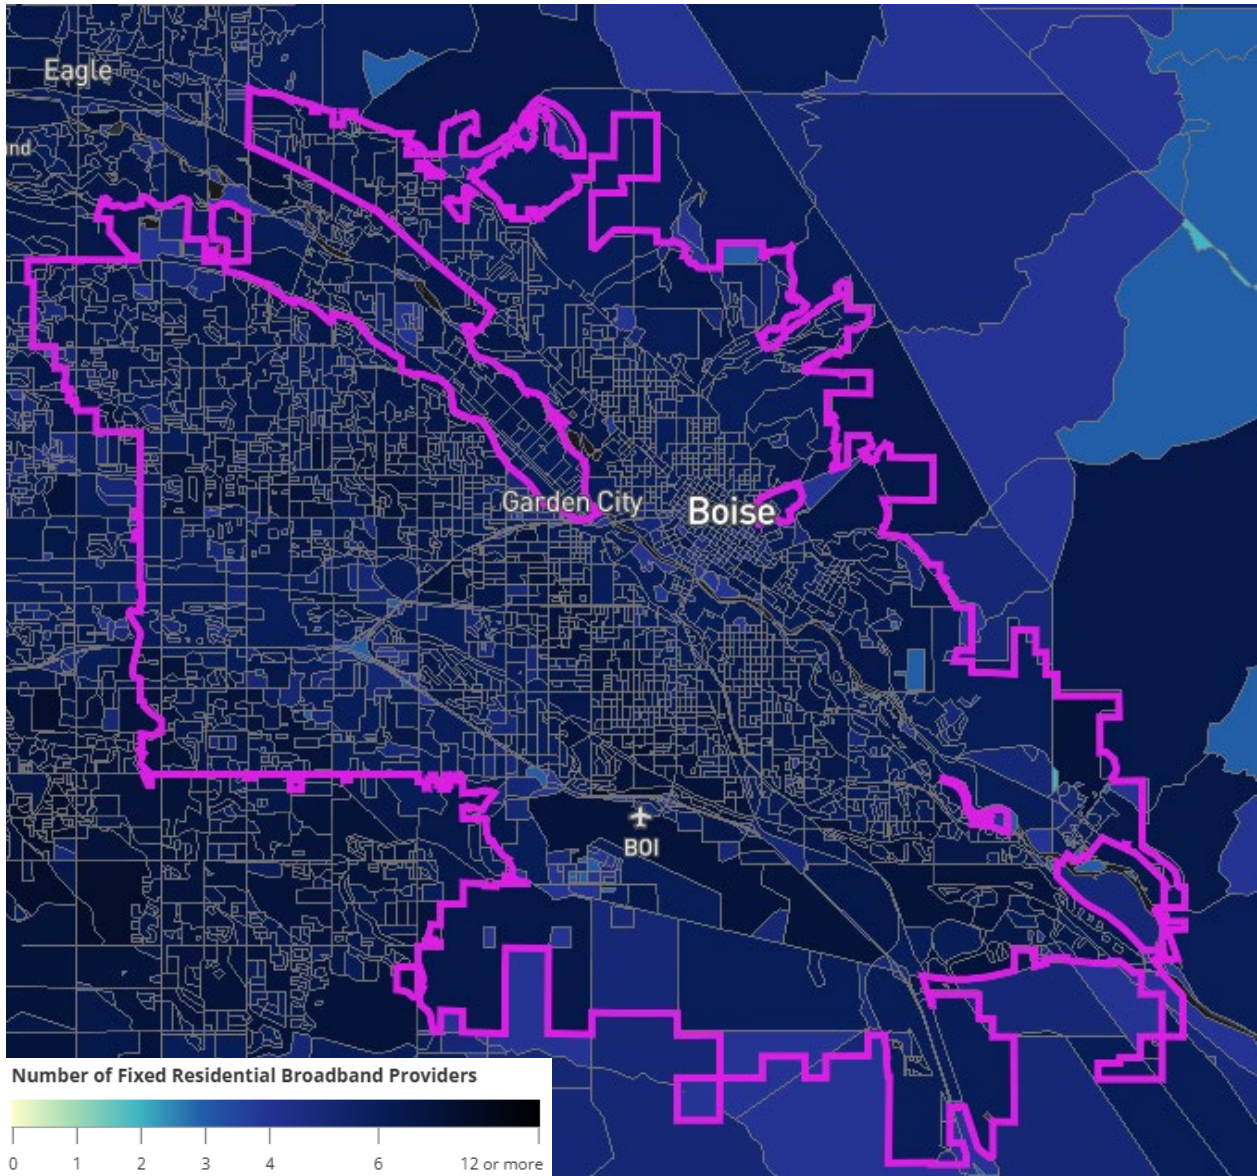 Eagle
nd
Garden City
Boise
BOI
Number of Fixed Residential Broadband Providers
0 1 2 3 4 6 12 or more